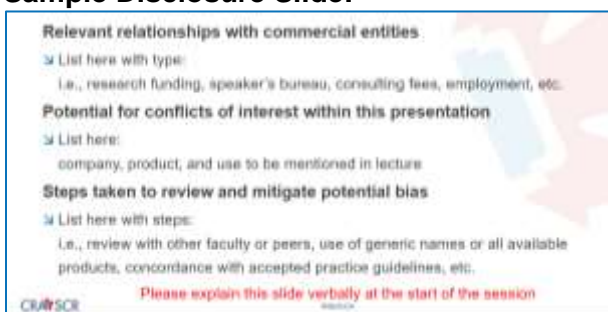 Sample Disclosure Slide:
Relevant relationships with commercial entities
List here with type:
i.e., research funding, speaker's bureau, consulting fees, employment, etc.
Potential for conflicts of interest within this presentation
List here:
company, product, and use to be mentioned in lecture
Steps taken to review and mitigate potential bias
List here with steps:
i.e., review with other faculty or peers, use of generic names or all available
products, concordance with accepted practice guidelines, etc.
Please explain this slide verbally at the start of the session
CRA SCR